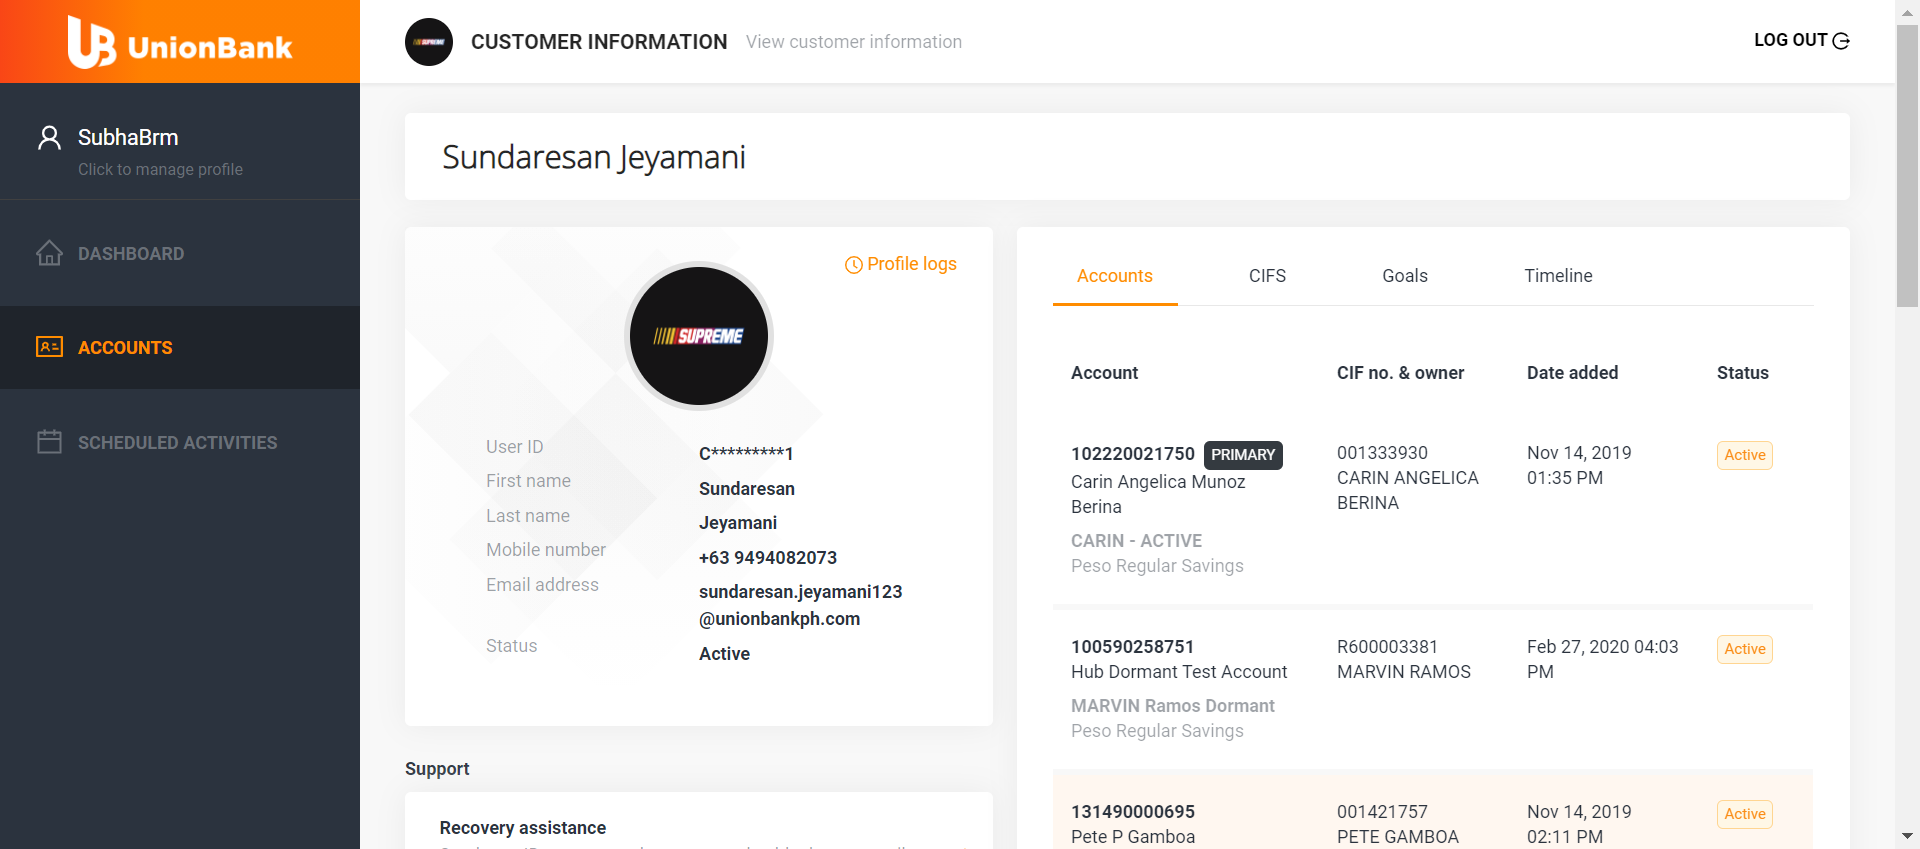 UnionBank
CUSTOMER INFORMATION View customer information
LOG OUT
SubhaBrm
Click to manage profile
DASHBOARD
ACCOUNTS
SCHEDULED ACTIVITIES
Sundaresan Jeyamani
Profile logs
SUPREME
User ID C*********1
First name Sundaresan
Last name Jeyamani
Mobile number +63 9494082073
Email address sundaresan.jeyamani123
@unionbankph.com
Status Active
Support
Recovery assistance
Accounts CIFS Goals Timeline
Account CIF no. & owner Date added Status
102220021750 PRIMARY 001333930 Nov 14, 2019 Active
Carin Angelica Munoz CARIN ANGELICA 01:35 PM
Berina BERINA
CARIN - ACTIVE
Peso Regular Savings
100590258751 R600003381 Feb 27, 2020 04:03 Active
Hub Dormant Test Account MARVIN RAMOS PM
MARVIN Ramos Dormant
Peso Regular Savings
131490000695 001421757 Nov 14, 2019 Active
Pete P Gamboa PETE GAMBOA 02:11 PM